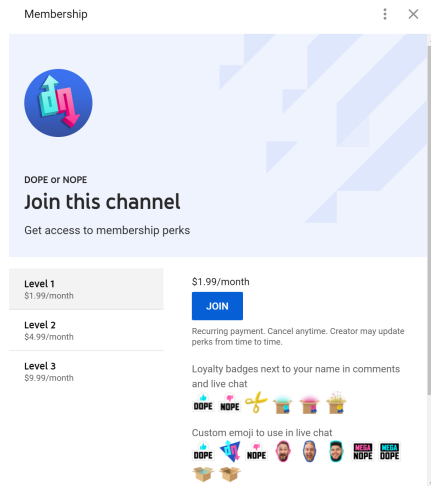 Membership
dn
DOPE or NOPE
Join this channel
Get access to membership perks
Level 1
$1.99/month
Level 2
$4.99/month
Level 3
$9.99/month
$1.99/month
JOIN
Recurring payment. Cancel anytime. Creator may update
perks from time to time.
Loyalty badges next to your name in comments
and live chat
DOPE NOPE
Custom emoji to use in live chat
DOPE dn NOPE MEGA NOPE MEGA DOPE